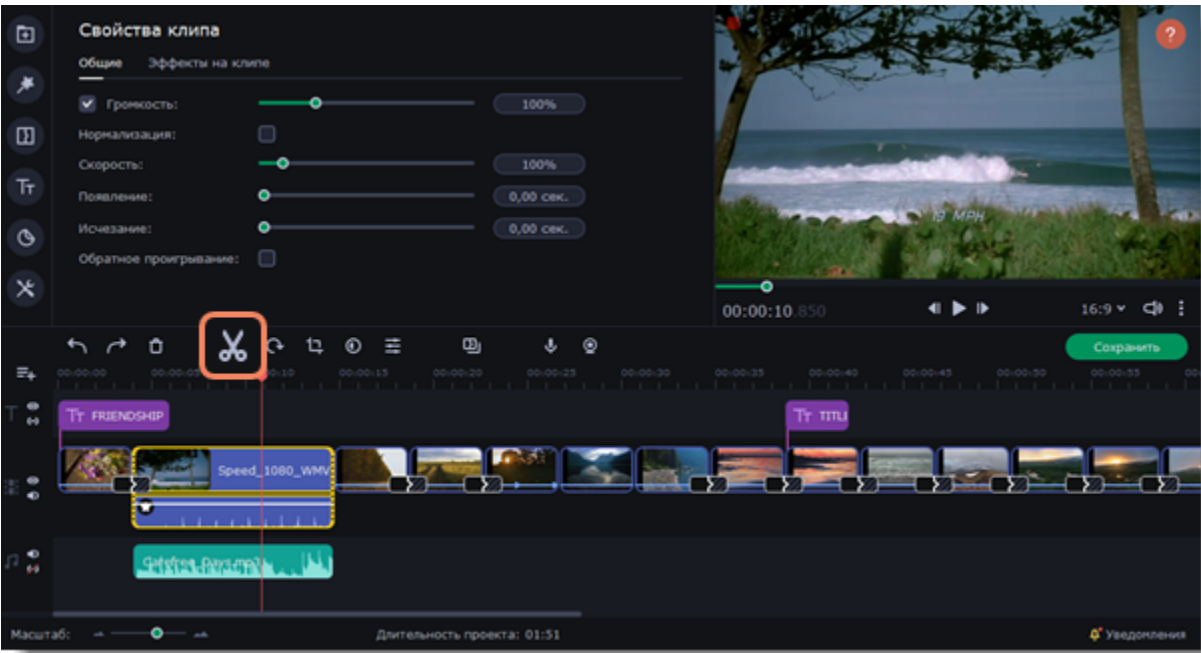 Свойства клипа
Общие Эффекты на клипе
Громкость: 100%
Нормализация:
Скорость: 100%
Появление: 0,00 сек.
Исчезание: 0,00 сек.
Обратное проигрывание:
?
19 MPH
00:00:10.850 16:9
Сохранить
00:00:00 00:00:05 00:00:10 00:00:15 00:00:20 00:00:25 00:00:30 00:00:35 00:00:40 00:00:45 00:00:50 00:00:55
FRIENDSHIP TITL
Speed_1080_WMV
Carefree_Days.mp3
Масштаб: Длительность проекта: 01:51 Уведомления